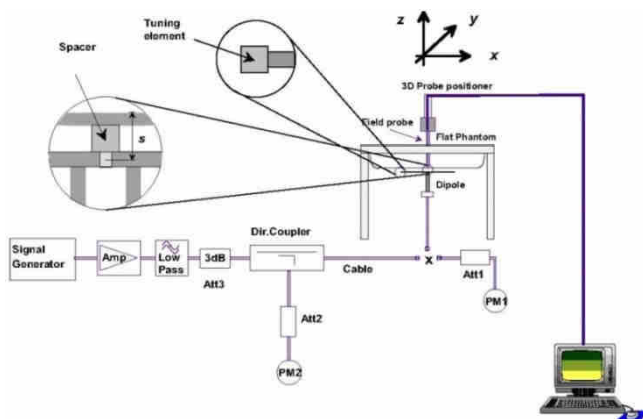 Tuning
element
Spacer
z
y
x
3D Probe positioner
Field probe
Flat Phantom
s
Dipole
Signal
Generator
Amp
Low
Pass
3dB
Att3
Dir.Coupler
Cable
x
Att1
PM1
Att2
PM2